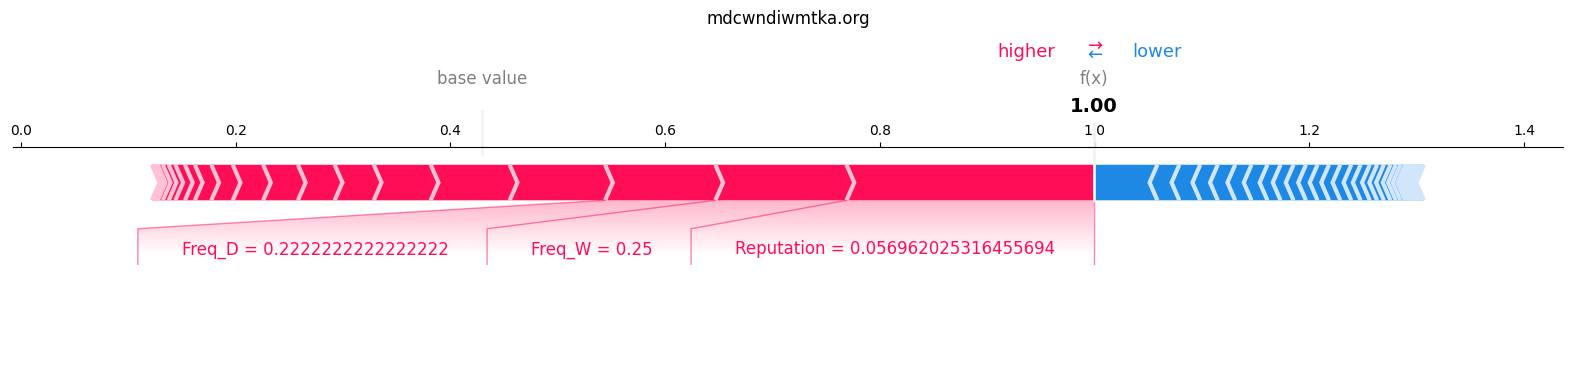 mdcwndiwmtka.org
higher ⇄ lower
base value f(x)
1.00
0.0 0.2 0.4 0.6 0.8 1.0 1.2 1.4
Freq_D = 0.2222222222222222 Freq_W = 0.25 Reputation = 0.056962025316455694